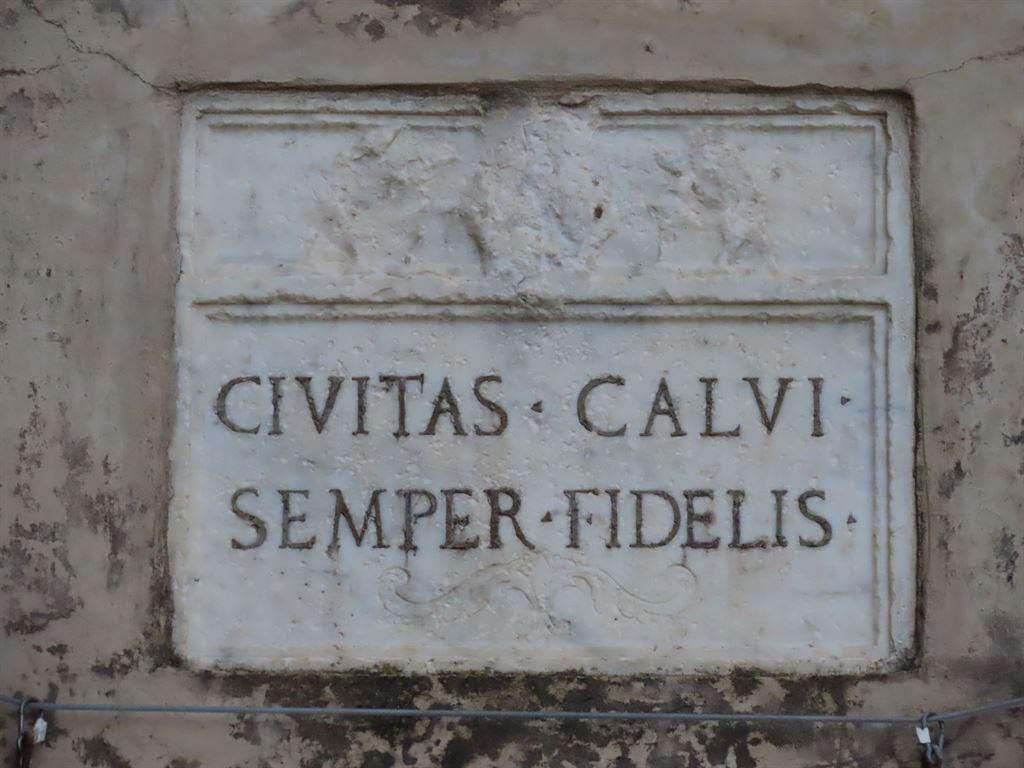 CIVITAS · CALVI ·
SEMPER · FIDELIS ·